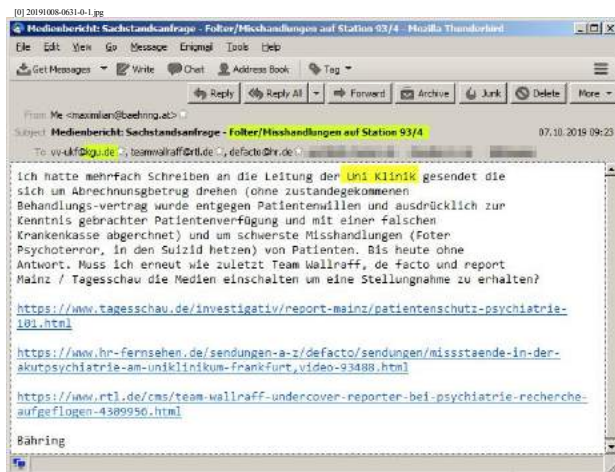 [0] 20191008-0631-0-1.jpg
Medienbericht: Sachstandsanfrage - Folter/Misshandlungen auf Station 93/4 - Mozilla Thunderbird
File Edit View Go Message Enigmail Tools Help
Get Messages Write Chat Address Book Tag
Reply Reply All Forward Archive Junk Delete More
From Me <maximilian@baehring.at>
Subject Medienbericht: Sachstandsanfrage - Folter/Misshandlungen auf Station 93/4 07.10.2019 09:23
To vv-ukf@kgu.de, teamwallraff@rtl.de, defacto@hr.de
ich hatte mehrfach Schreiben an die Leitung der Uni Klinik gesendet die
sich um Abrechnunsgbetrug drehen (ohne zustandegekommenen
Behandlungs-vertrag wurde entgegen Patientenwillen und ausdrücklich zur
Kenntnis gebrachter Patientenverfügung und mit einer falschen
Krankenkasse abgerchnet) und um schwerste Misshandlungen (Foter
Psychoterror, in den Suizid hetzen) von Patienten. Bis heute ohne
Antwort. Muss ich erneut wie zuletzt Team Wallraff, de facto und report
Mainz / Tagesschau die Medien einschalten um eine Stellungnahme zu erhalten?
https://www.tagesschau.de/investigativ/report-mainz/patientenschutz-psychiatrie-
101.html
https://www.hr-fernsehen.de/sendungen-a-z/defacto/sendungen/missstaende-in-der-
akutpsychiatrie-am-uniklinikum-frankfurt,video-93488.html
https://www.rtl.de/cms/team-wallraff-undercover-reporter-bei-psychiatrie-recherche-
aufgeflogen-4309956.html
Bähring